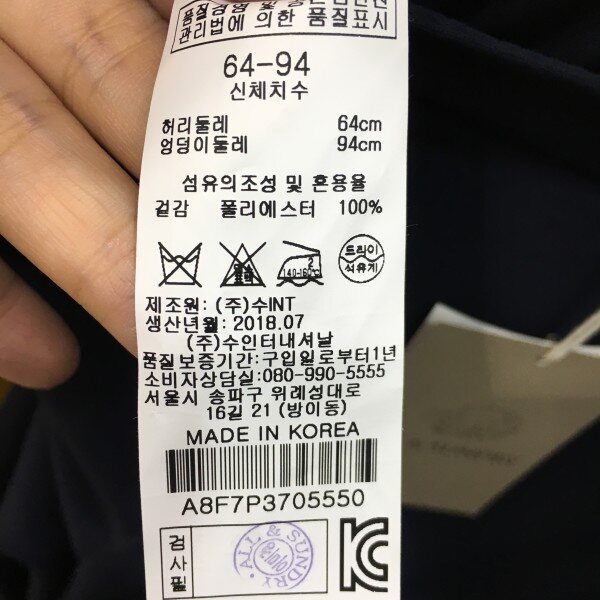 관리법에 의한 품질표시
64-94
신체치수
허리둘레 64cm
엉덩이둘레 94cm
섬유의조성 및 혼용율
겉감 폴리에스터 100%
2
140-160℃
드라이
석유계
제조원: (주)수INT
생산년월: 2018.07
(주)수인터내셔날
품질보증기간:구입일로부터1년
소비자상담실:080-990-5555
서울시 송파구 위례성대로
16길 21 (방이동)
MADE IN KOREA
A8F7P3705550
검사필
ALL & SUNDRY